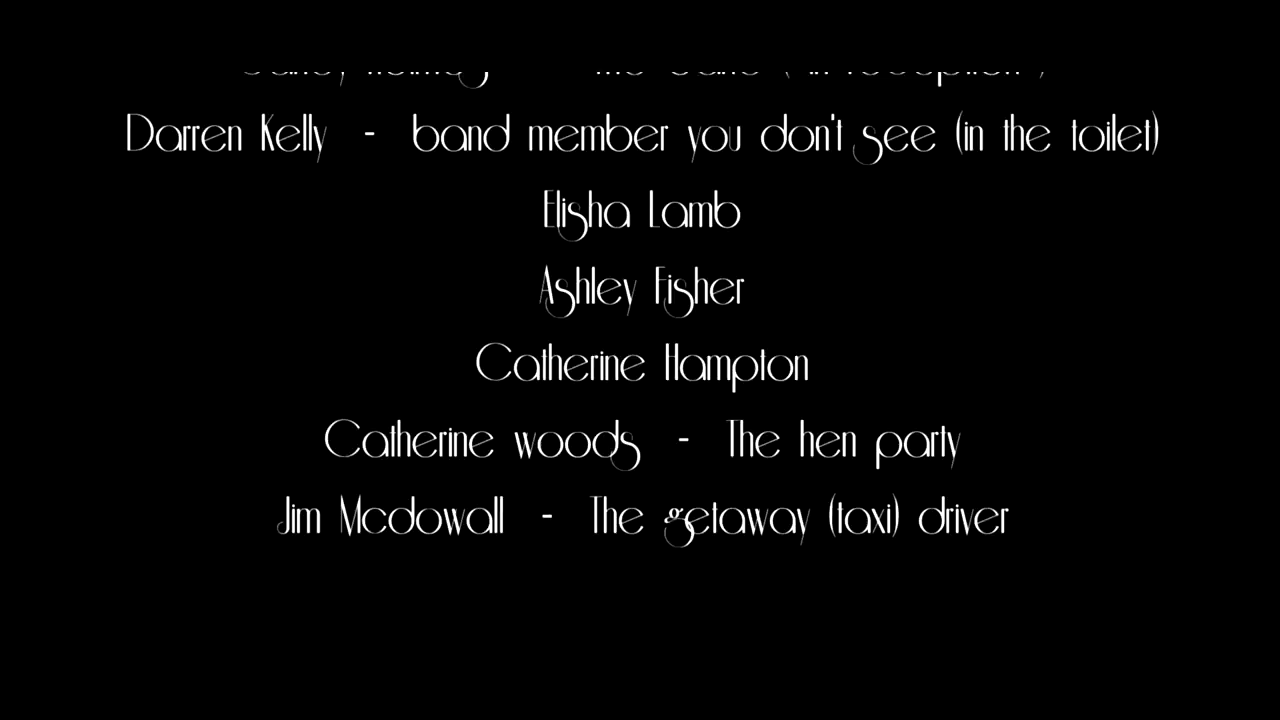 Darren Kelly - band member you don't see (in the toilet)
Elisha Lamb
Ashley Fisher
Catherine Hampton
Catherine woods - The hen party
Jim Mcdowall - The getaway (taxi) driver